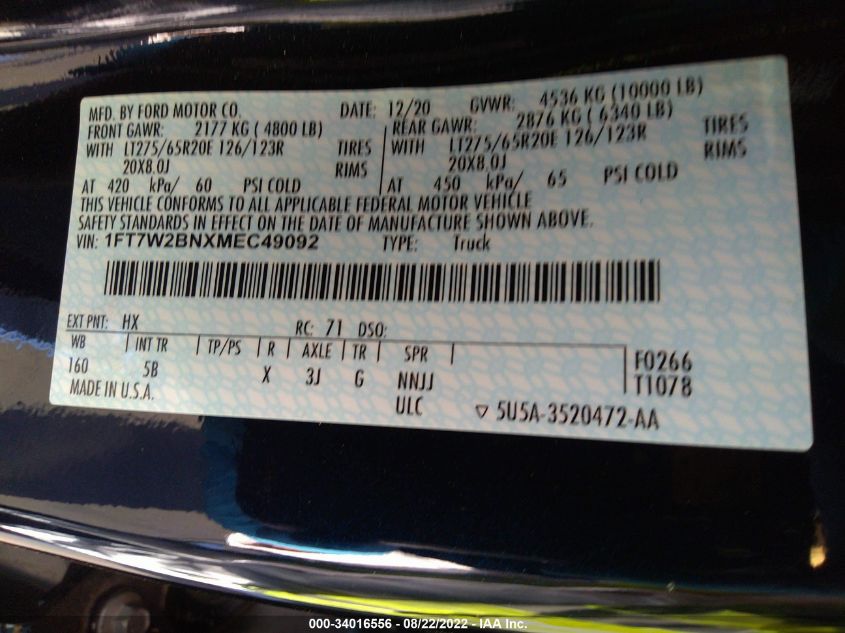 MFD. BY FORD MOTOR CO. DATE: 12/20 GVWR: 4536 KG (10000 LB)
FRONT GAWR: 2177 KG ( 4800 LB) REAR GAWR: 2876 KG ( 6340 LB)
WITH LT275/65R20E 126/123R TIRES WITH LT275/65R20E 126/123R TIRES
20X8.0J RIMS 20X8.0J RIMS
AT 420 kPa/ 60 PSI COLD AT 450 kPa/ 65 PSI COLD
THIS VEHICLE CONFORMS TO ALL APPLICABLE FEDERAL MOTOR VEHICLE
SAFETY STANDARDS IN EFFECT ON THE DATE OF MANUFACTURE SHOWN ABOVE.
VIN: 1FT7W2BNXMEC49092 TYPE: Truck
EXT PNT: HX RC: 71 DSO:
WB INT TR TP/PS R AXLE TR SPR
160 5B X 3J G NNJJ
F0266
T1078
MADE IN U.S.A. ULC ▽ 5U5A-3520472-AA
000-34016556 - 08/22/2022 - IAA Inc.